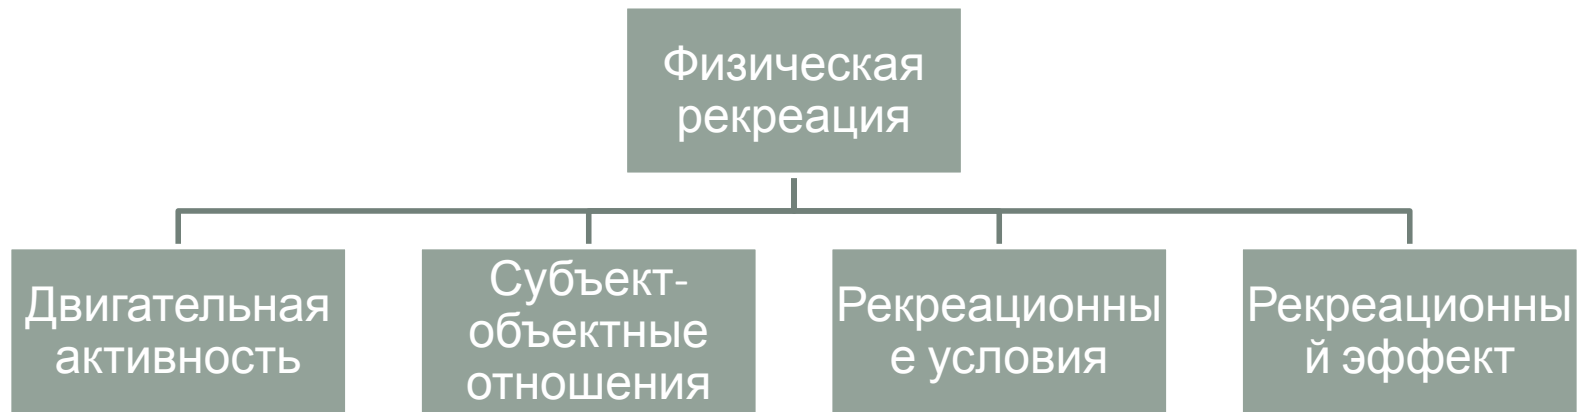 Физическая
рекреация
Двигательная
активность
Субъект-
объектные
отношения
Рекреационны
е условия
Рекреационны
й эффект